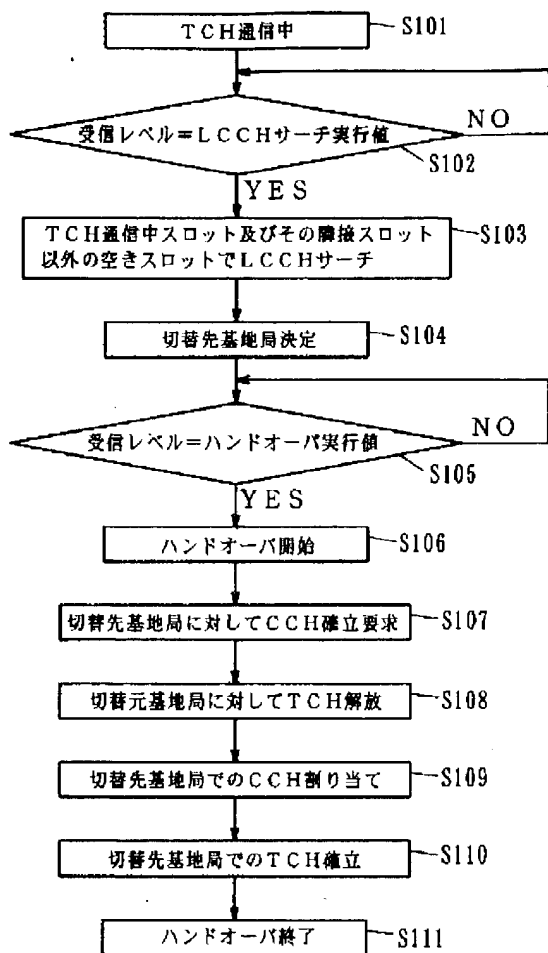 TCH通信中
S101
受信レベル=LCCHサーチ実行値
NO
S102
YES
TCH通信中スロット及びその隣接スロット
以外の空きスロットでLCCHサーチ
S103
切替先基地局決定
S104
受信レベル=ハンドオーバ実行値
NO
S105
YES
ハンドオーバ開始
S106
切替先基地局に対してCCH確立要求
S107
切替元基地局に対してTCH解放
S108
切替先基地局でのCCH割り当て
S109
切替先基地局でのTCH確立
S110
ハンドオーバ終了
S111